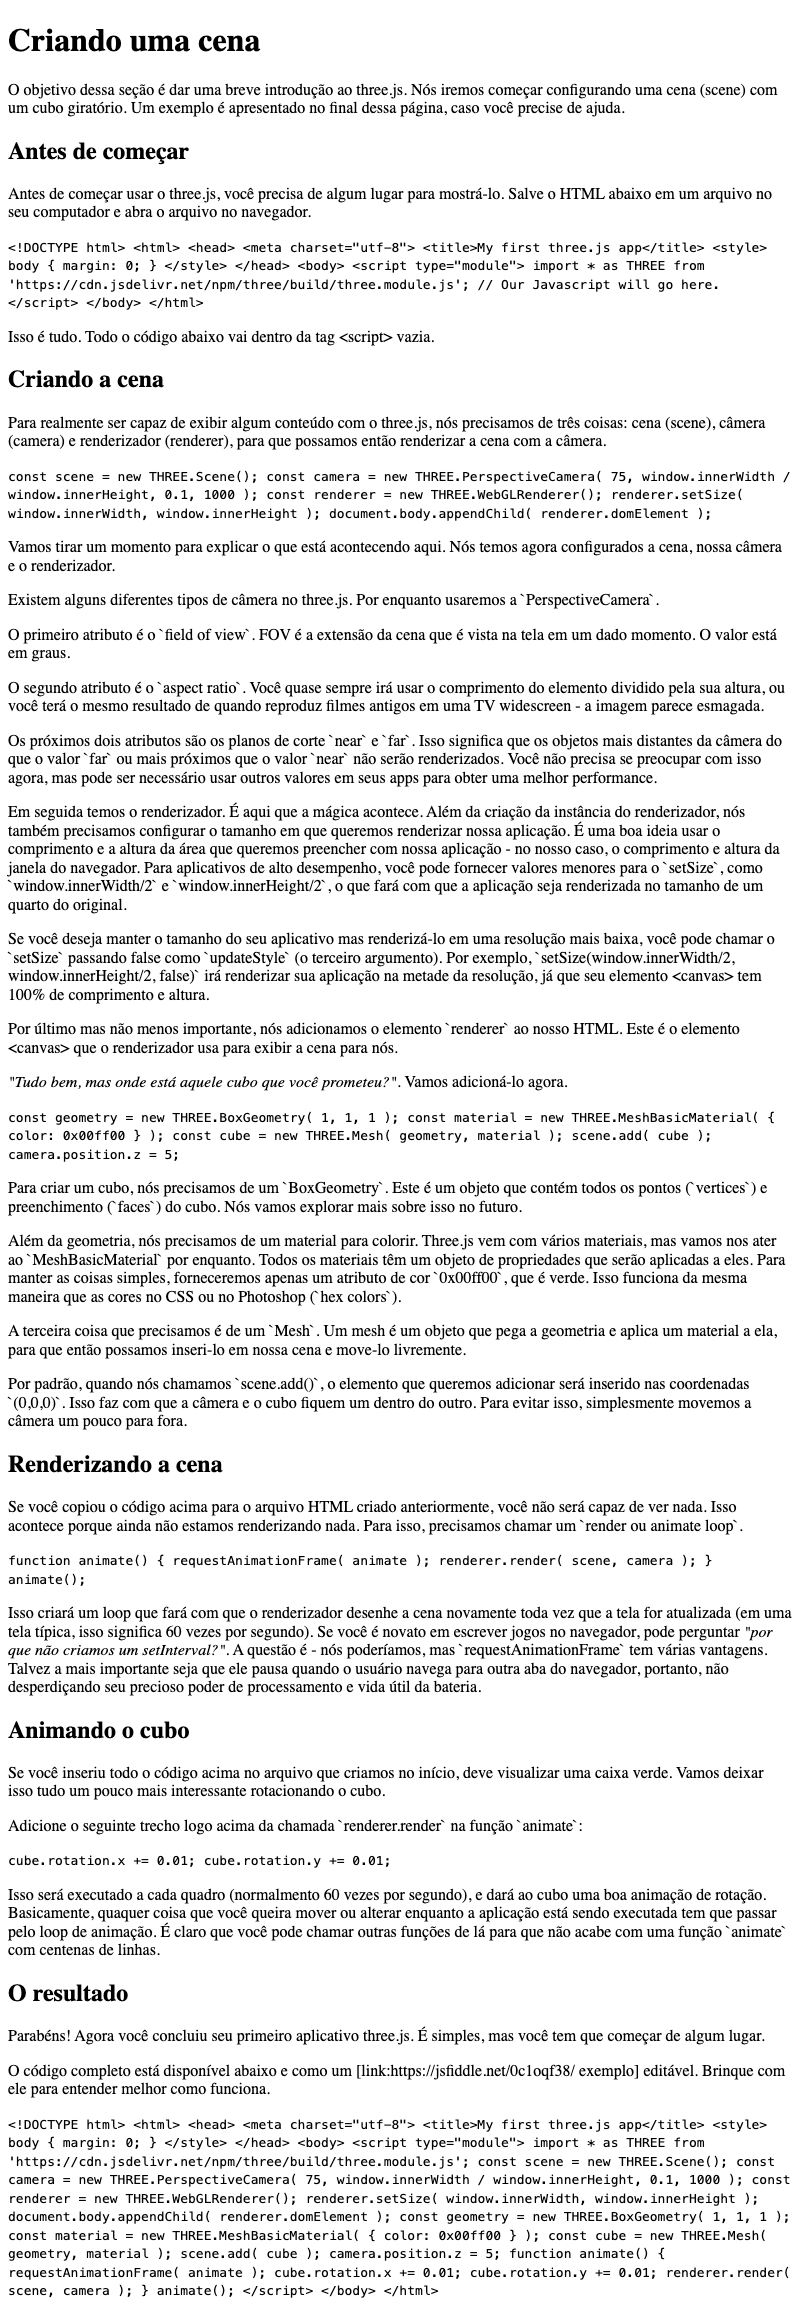 Criando uma cena
O objetivo dessa seção é dar uma breve introdução ao three.js. Nós iremos começar configurando uma cena (scene) com
um cubo giratório. Um exemplo é apresentado no final dessa página, caso você precise de ajuda.
Antes de começar
Antes de começar usar o three.js, você precisa de algum lugar para mostrá-lo. Salve o HTML abaixo em um arquivo no
seu computador e abra o arquivo no navegador.
<!DOCTYPE html> <html> <head> <meta charset="utf-8"> <title>My first three.js app</title> <style>
body { margin: 0; } </style> </head> <body> <script type="module"> import * as THREE from
'https://cdn.jsdelivr.net/npm/three/build/three.module.js'; // Our Javascript will go here.
</script> </body> </html>
Isso é tudo. Todo o código abaixo vai dentro da tag <script> vazia.
Criando a cena
Para realmente ser capaz de exibir algum conteúdo com o three.js, nós precisamos de três coisas: cena (scene), câmera
(camera) e renderizador (renderer), para que possamos então renderizar a cena com a câmera.
const scene = new THREE.Scene(); const camera = new THREE.PerspectiveCamera( 75, window.innerWidth /
window.innerHeight, 0.1, 1000 ); const renderer = new THREE.WebGLRenderer(); renderer.setSize(
window.innerWidth, window.innerHeight ); document.body.appendChild( renderer.domElement );
Vamos tirar um momento para explicar o que está acontecendo aqui. Nós temos agora configurados a cena, nossa câmera
e o renderizador.
Existem alguns diferentes tipos de câmera no three.js. Por enquanto usaremos a `PerspectiveCamera`.
O primeiro atributo é o `field of view`. FOV é a extensão da cena que é vista na tela em um dado momento. O valor está
em graus.
O segundo atributo é o `aspect ratio`. Você quase sempre irá usar o comprimento do elemento dividido pela sua altura, ou
você terá o mesmo resultado de quando reproduz filmes antigos em uma TV widescreen - a imagem parece esmagada.
Os próximos dois atributos são os planos de corte `near` e `far`. Isso significa que os objetos mais distantes da câmera do
que o valor `far` ou mais próximos que o valor `near` não serão renderizados. Você não precisa se preocupar com isso
agora, mas pode ser necessário usar outros valores em seus apps para obter uma melhor performance.
Em seguida temos o renderizador. É aqui que a mágica acontece. Além da criação da instância do renderizador, nós
também precisamos configurar o tamanho em que queremos renderizar nossa aplicação. É uma boa ideia usar o
comprimento e a altura da área que queremos preencher com nossa aplicação - no nosso caso, o comprimento e altura da
janela do navegador. Para aplicativos de alto desempenho, você pode fornecer valores menores para o `setSize`, como
`window.innerWidth/2` e `window.innerHeight/2`, o que fará com que a aplicação seja renderizada no tamanho de um
quarto do original.
Se você deseja manter o tamanho do seu aplicativo mas renderizá-lo em uma resolução mais baixa, você pode chamar o
`setSize` passando false como `updateStyle` (o terceiro argumento). Por exemplo, `setSize(window.innerWidth/2,
window.innerHeight/2, false)` irá renderizar sua aplicação na metade da resolução, já que seu elemento <canvas> tem
100% de comprimento e altura.
Por último mas não menos importante, nós adicionamos o elemento `renderer` ao nosso HTML. Este é o elemento
<canvas> que o renderizador usa para exibir a cena para nós.
"Tudo bem, mas onde está aquele cubo que você prometeu?". Vamos adicioná-lo agora.
const geometry = new THREE.BoxGeometry( 1, 1, 1 ); const material = new THREE.MeshBasicMaterial( {
color: 0x00ff00 } ); const cube = new THREE.Mesh( geometry, material ); scene.add( cube );
camera.position.z = 5;
Para criar um cubo, nós precisamos de um `BoxGeometry`. Este é um objeto que contém todos os pontos (`vertices`) e
preenchimento (`faces`) do cubo. Nós vamos explorar mais sobre isso no futuro.
Além da geometria, nós precisamos de um material para colorir. Three.js vem com vários materiais, mas vamos nos ater
ao `MeshBasicMaterial` por enquanto. Todos os materiais têm um objeto de propriedades que serão aplicadas a eles. Para
manter as coisas simples, forneceremos apenas um atributo de cor `0x00ff00`, que é verde. Isso funciona da mesma
maneira que as cores no CSS ou no Photoshop (`hex colors`).
A terceira coisa que precisamos é de um `Mesh`. Um mesh é um objeto que pega a geometria e aplica um material a ela,
para que então possamos inseri-lo em nossa cena e move-lo livremente.
Por padrão, quando nós chamamos `scene.add()`, o elemento que queremos adicionar será inserido nas coordenadas
`(0,0,0)`. Isso faz com que a câmera e o cubo fiquem um dentro do outro. Para evitar isso, simplesmente movemos a
câmera um pouco para fora.
Renderizando a cena
Se você copiou o código acima para o arquivo HTML criado anteriormente, você não será capaz de ver nada. Isso
acontece porque ainda não estamos renderizando nada. Para isso, precisamos chamar um `render ou animate loop`.
function animate() { requestAnimationFrame( animate ); renderer.render( scene, camera ); }
animate();
Isso criará um loop que fará com que o renderizador desenhe a cena novamente toda vez que a tela for atualizada (em uma
tela típica, isso significa 60 vezes por segundo). Se você é novato em escrever jogos no navegador, pode perguntar "por
que não criamos um setInterval?". A questão é - nós poderíamos, mas `requestAnimationFrame` tem várias vantagens.
Talvez a mais importante seja que ele pausa quando o usuário navega para outra aba do navegador, portanto, não
desperdiçando seu precioso poder de processamento e vida útil da bateria.
Animando o cubo
Se você inseriu todo o código acima no arquivo que criamos no início, deve visualizar uma caixa verde. Vamos deixar
isso tudo um pouco mais interessante rotacionando o cubo.
Adicione o seguinte trecho logo acima da chamada `renderer.render` na função `animate`:
cube.rotation.x += 0.01; cube.rotation.y += 0.01;
Isso será executado a cada quadro (normalmento 60 vezes por segundo), e dará ao cubo uma boa animação de rotação.
Basicamente, quaquer coisa que você queira mover ou alterar enquanto a aplicação está sendo executada tem que passar
pelo loop de animação. É claro que você pode chamar outras funções de lá para que não acabe com uma função `animate`
com centenas de linhas.
O resultado
Parabéns! Agora você concluiu seu primeiro aplicativo three.js. É simples, mas você tem que começar de algum lugar.
O código completo está disponível abaixo e como um [link:https://jsfiddle.net/0c1oqf38/ exemplo] editável. Brinque com
ele para entender melhor como funciona.
<!DOCTYPE html> <html> <head> <meta charset="utf-8"> <title>My first three.js app</title> <style>
body { margin: 0; } </style> </head> <body> <script type="module"> import * as THREE from
'https://cdn.jsdelivr.net/npm/three/build/three.module.js'; const scene = new THREE.Scene(); const
camera = new THREE.PerspectiveCamera( 75, window.innerWidth / window.innerHeight, 0.1, 1000 ); const
renderer = new THREE.WebGLRenderer(); renderer.setSize( window.innerWidth, window.innerHeight );
document.body.appendChild( renderer.domElement ); const geometry = new THREE.BoxGeometry( 1, 1, 1 );
const material = new THREE.MeshBasicMaterial( { color: 0x00ff00 } ); const cube = new THREE.Mesh(
geometry, material ); scene.add( cube ); camera.position.z = 5; function animate() {
requestAnimationFrame( animate ); cube.rotation.x += 0.01; cube.rotation.y += 0.01; renderer.render(
scene, camera ); } animate(); </script> </body> </html>